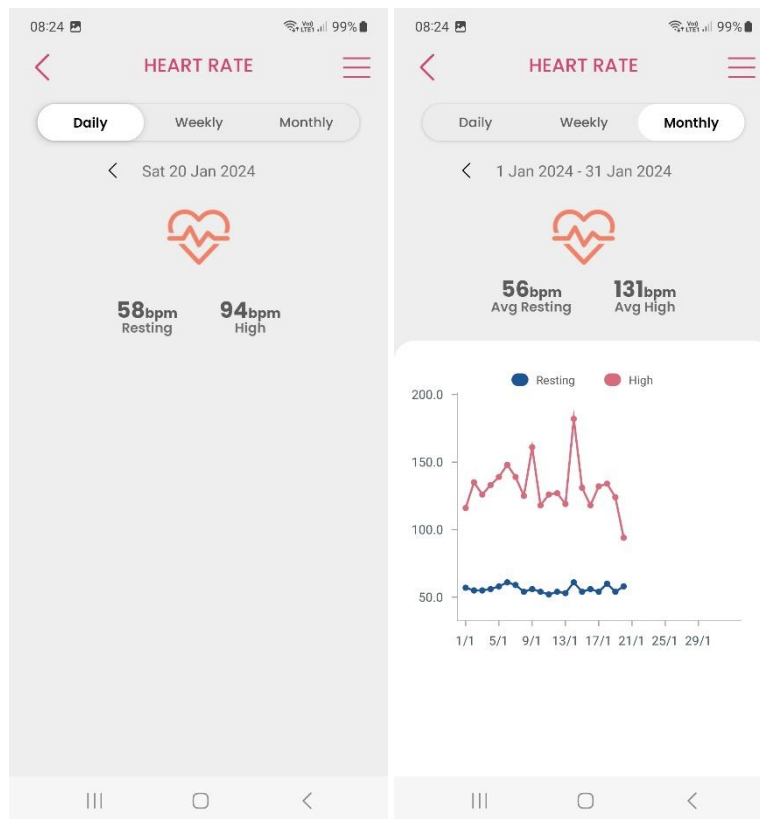 08:24 99%
HEART RATE
Daily Weekly Monthly
Sat 20 Jan 2024
58bpm 94bpm
Resting High
08:24 99%
HEART RATE
Daily Weekly Monthly
1 Jan 2024 - 31 Jan 2024
56bpm 131bpm
Avg Resting Avg High
Resting High
200.0
150.0
100.0
50.0
1/1 5/1 9/1 13/1 17/1 21/1 25/1 29/1